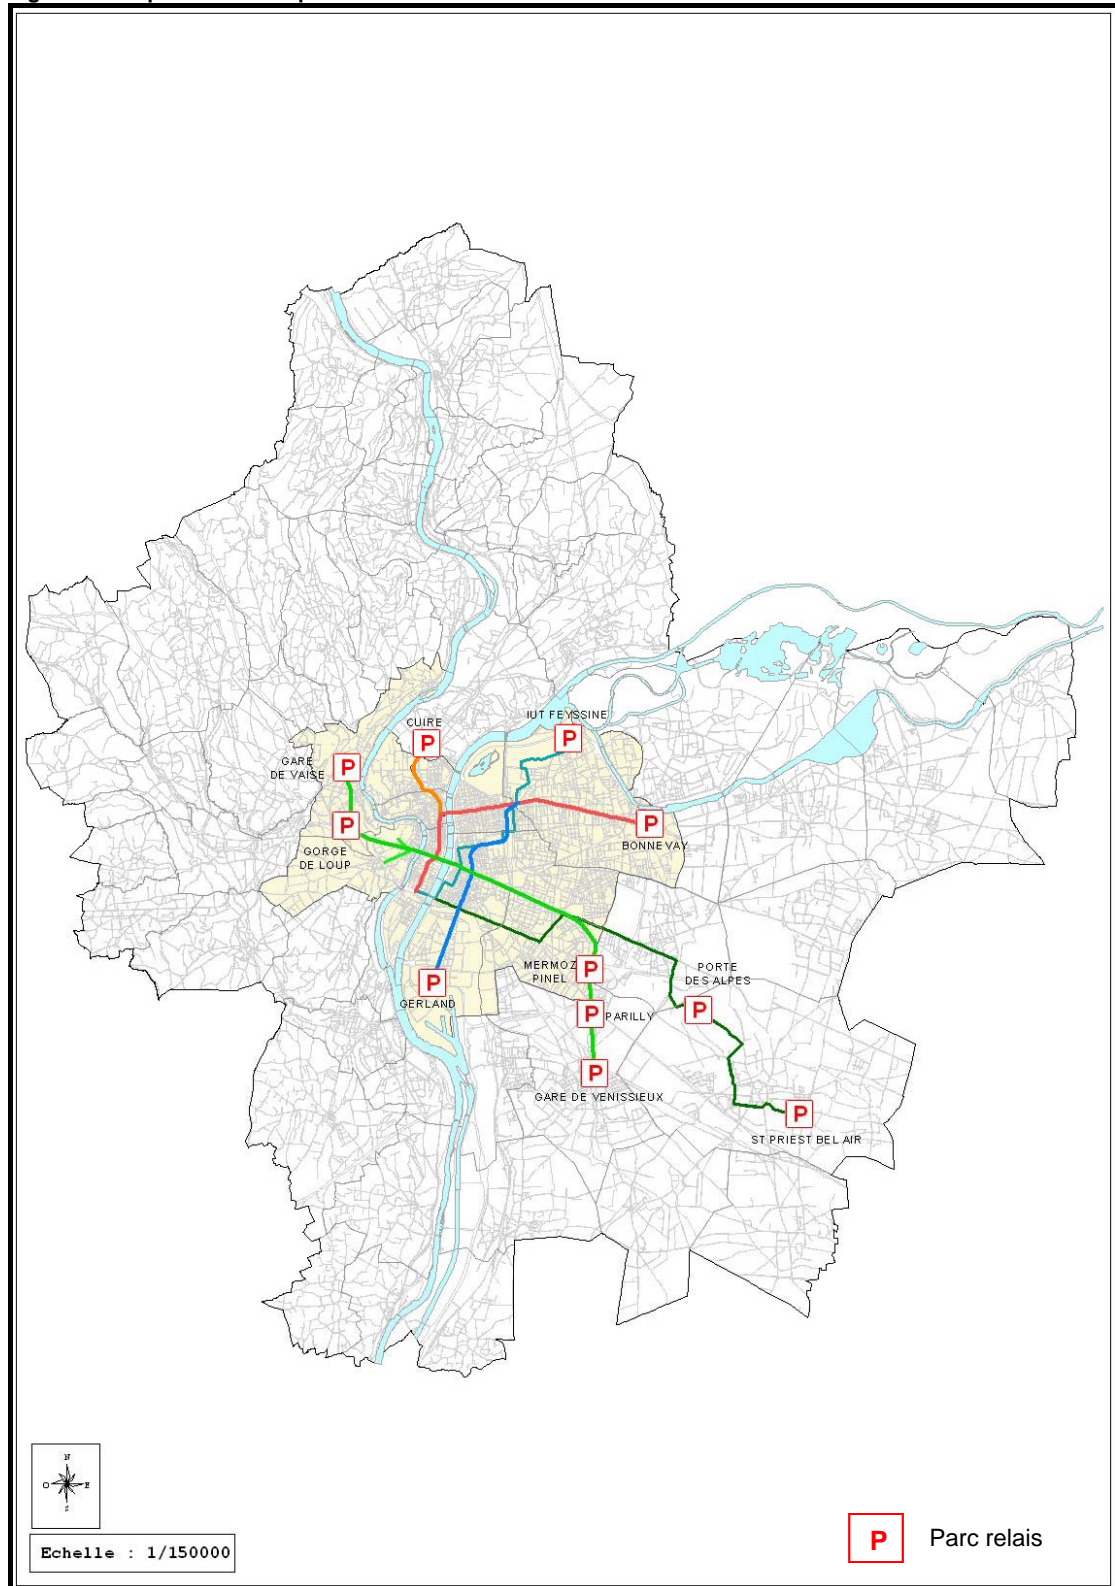 CUIRE
P
IUT FEYSSINE
P
GARE
DE VAISE
P
P
GORGE
DE LOUP
P
BONNEVAY
MERMOZ
PINEL
P
PORTE
DES ALPES
P
P
GERLAND
P
PARILLY
P
GARE DE VENISSIEUX
P
ST PRIEST BEL AIR
N
O
E
S
Echelle : 1/150000
P
Parc relais